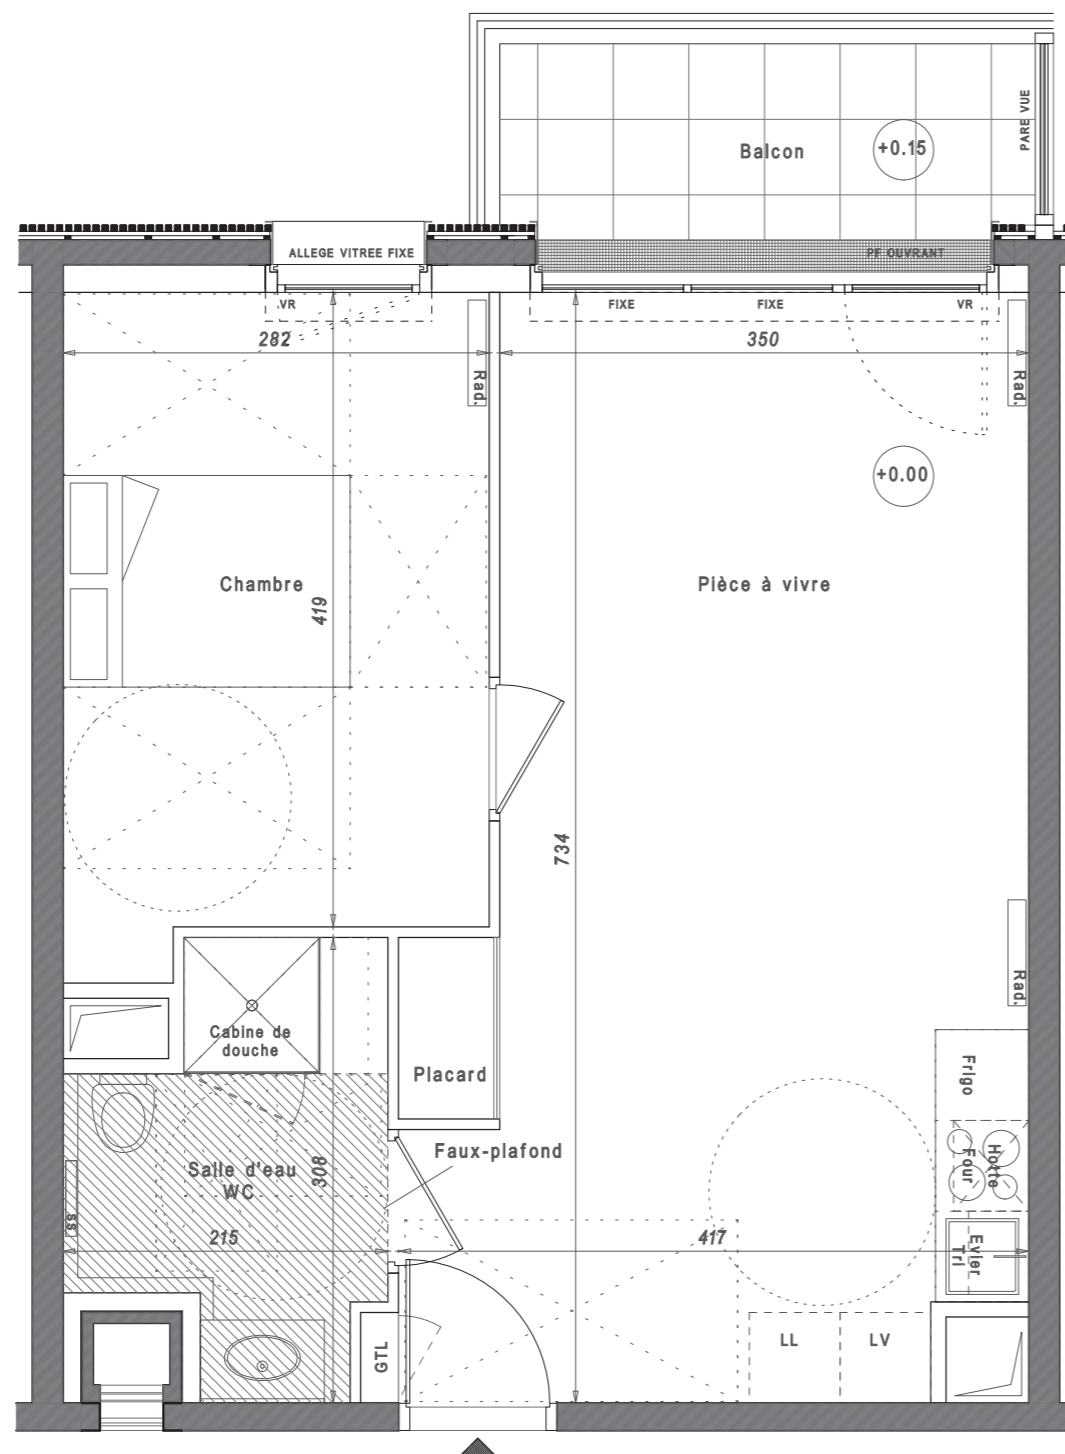 PARE VUE
Balcon
+0.15
ALLEGE VITREE FIXE
PF OUVRANT
VR
FIXE
FIXE
VR
282
350
Rad.
Rad.
+0.00
Chambre
Pièce à vivre
419
734
Rad.
Cabine de
douche
Placard
Frigo
Faux-plafond
Hotte
Four
Salle d'eau
WC
308
SS
215
417
Evier
Tri
GTL
LL
LV